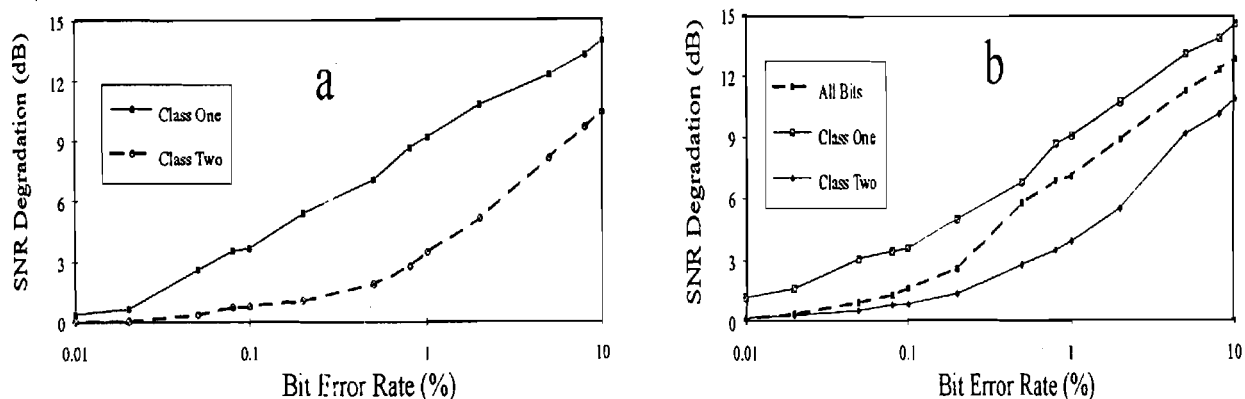 15
12
9
6
3
0
SNR Degradation (dB)
a
Class One
Class Two
0.01
0.1
1
10
Bit Error Rate (%)
15
12
9
6
3
0
SNR Degradation (dB)
b
All Bits
Class One
Class Two
0.01
0.1
1
10
Bit Error Rate (%)